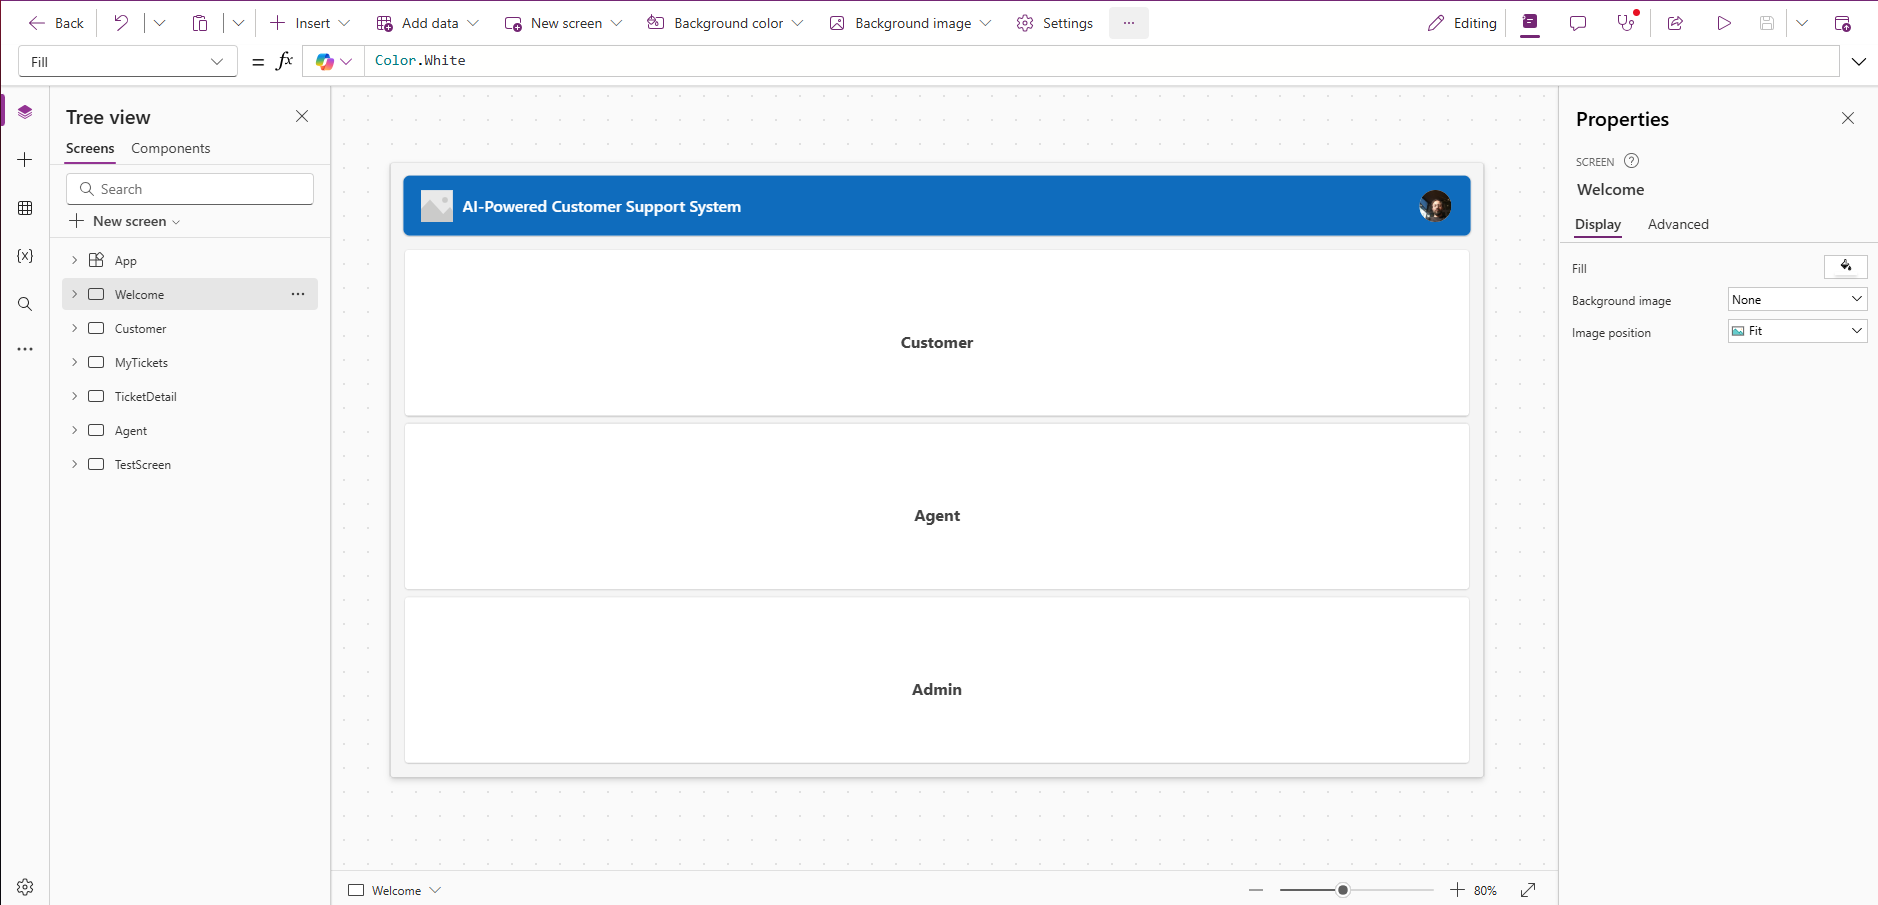 Back
Insert
Add data
New screen
Background color
Background image
Settings
...
Editing
Fill
= fx
Color.White
Tree view
Screens
Components
Search
New screen
App
Welcome
...
Customer
MyTickets
TicketDetail
Agent
TestScreen
{x}
...
AI-Powered Customer Support System
Customer
Agent
Admin
Welcome
80%
Properties
SCREEN ?
Welcome
Display
Advanced
Fill
Background image
None
Image position
Fit